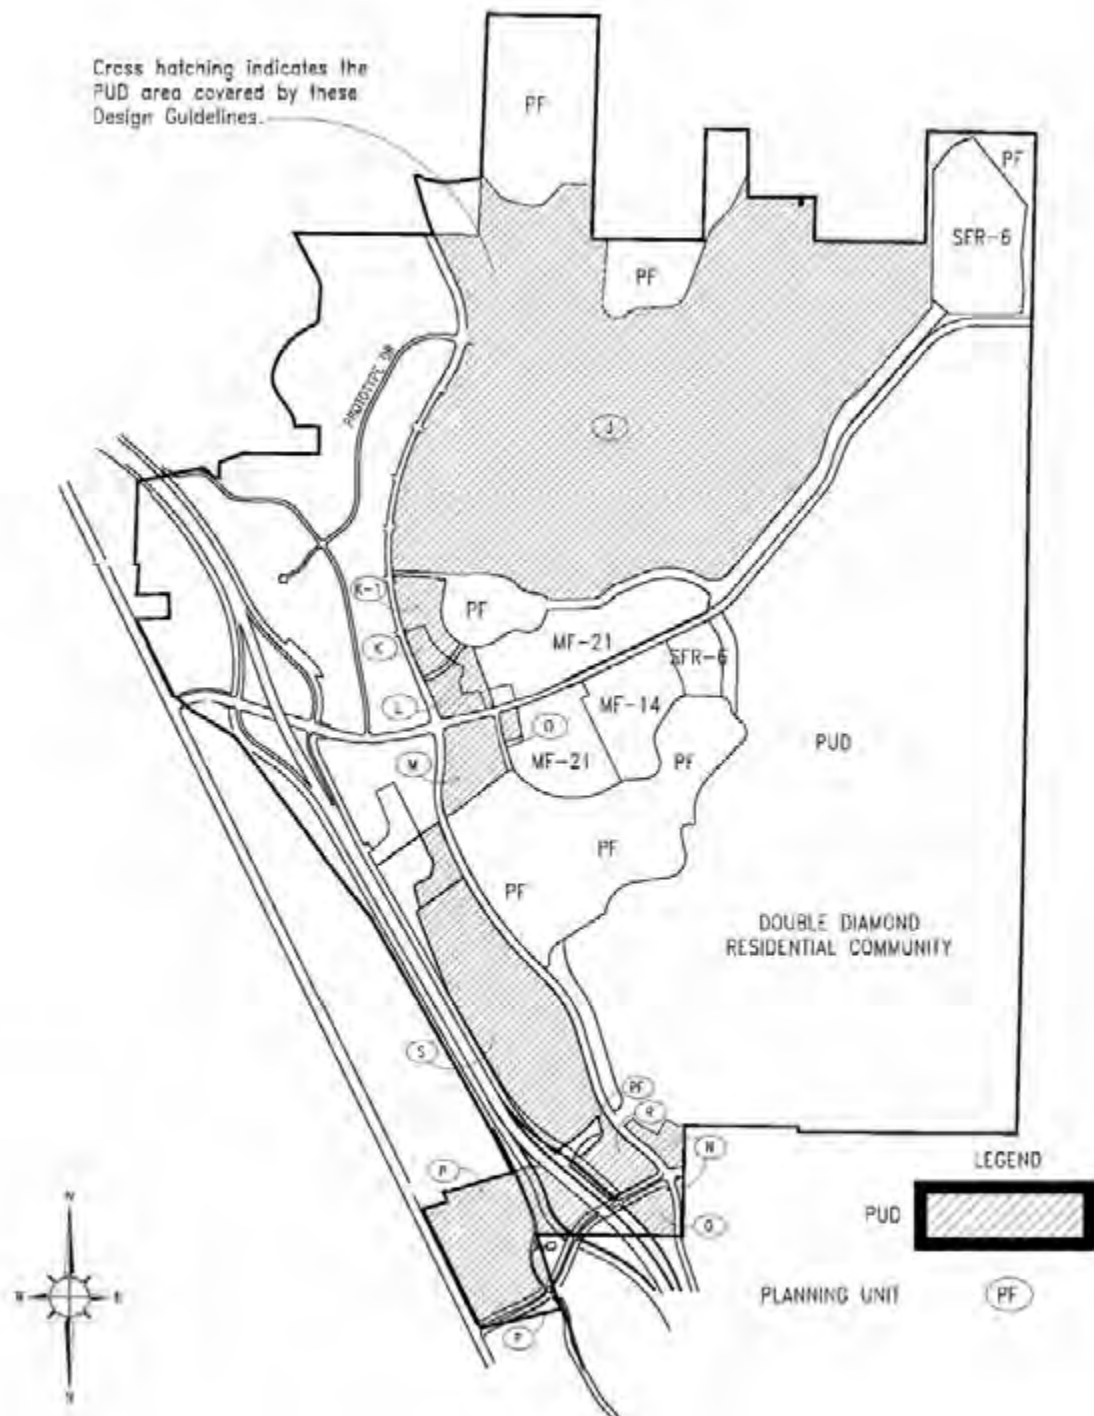 Cross hatching indicates the
PUD area covered by these
Design Guidelines.
PF
PF
SFR-6
PF
PROTOTYPE DR
J
K-1
PF
K
MF-21
SFR-6
L
MF-14
O
PUD
M
MF-21
PF
PF
PF
DOUBLE DIAMOND
RESIDENTIAL COMMUNITY
S
PF
R
N
P
LEGEND
PUD
PLANNING UNIT
PF
P
N
W